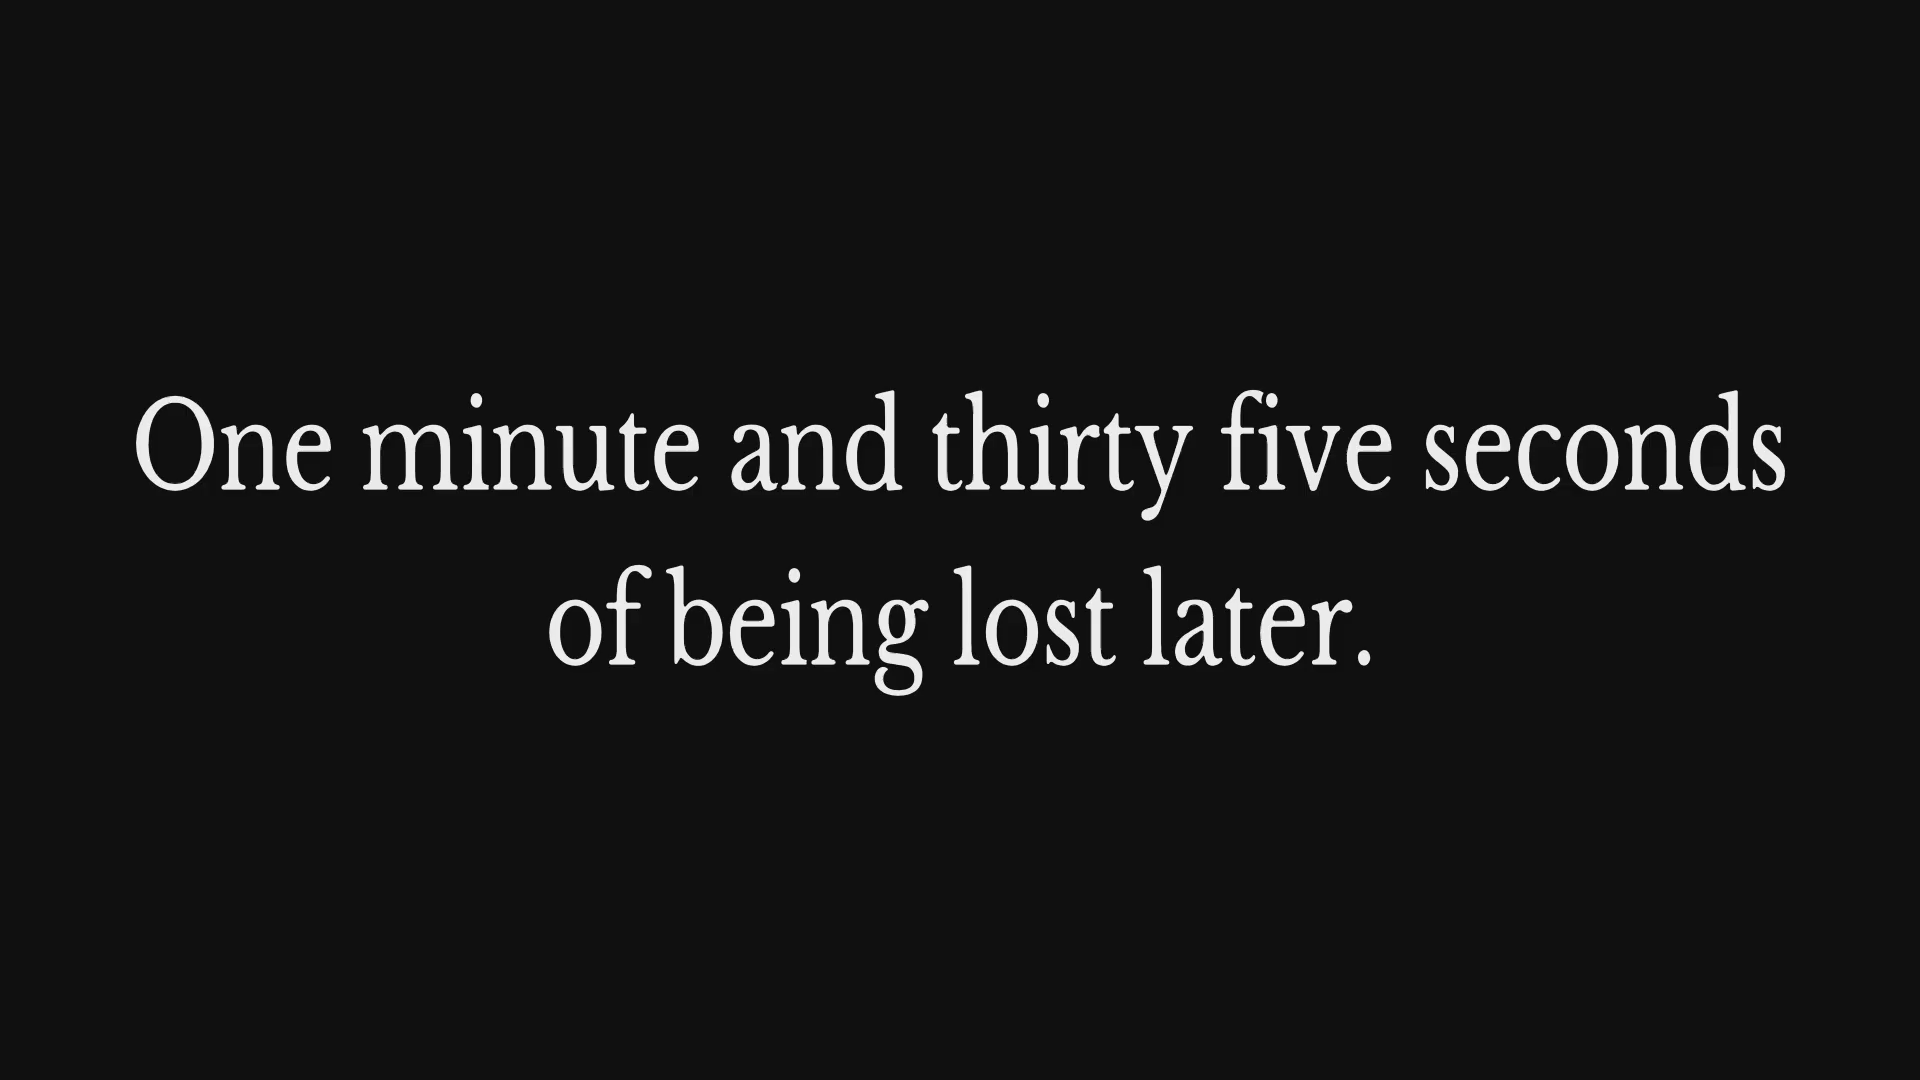 One minute and thirty five seconds
of being lost later.